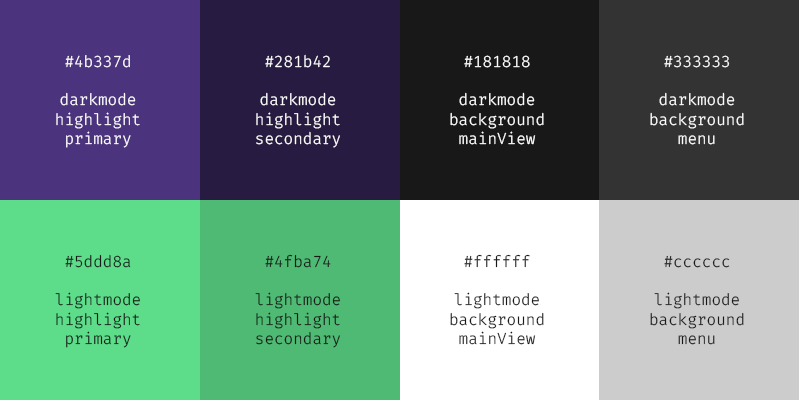 #4b337d
darkmode
highlight
primary
#281b42
darkmode
highlight
secondary
#181818
darkmode
background
mainView
#333333
darkmode
background
menu
#5ddd8a
lightmode
highlight
primary
#4fba74
lightmode
highlight
secondary
#ffffff
lightmode
background
mainView
#cccccc
lightmode
background
menu